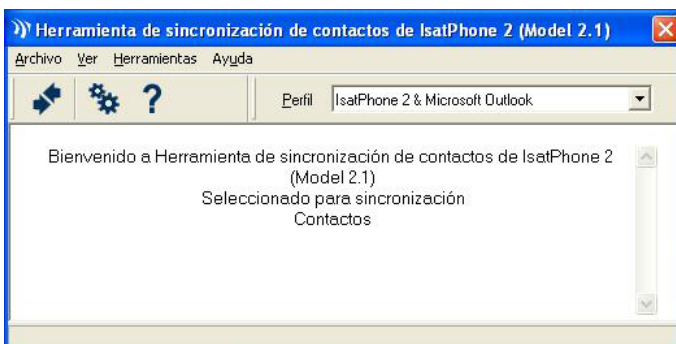 Herramienta de sincronización de contactos de IsatPhone 2 (Model 2.1)
Archivo Ver Herramientas Ayuda
Perfil IsatPhone 2 & Microsoft Outlook
Bienvenido a Herramienta de sincronización de contactos de IsatPhone 2
(Model 2.1)
Seleccionado para sincronización
Contactos